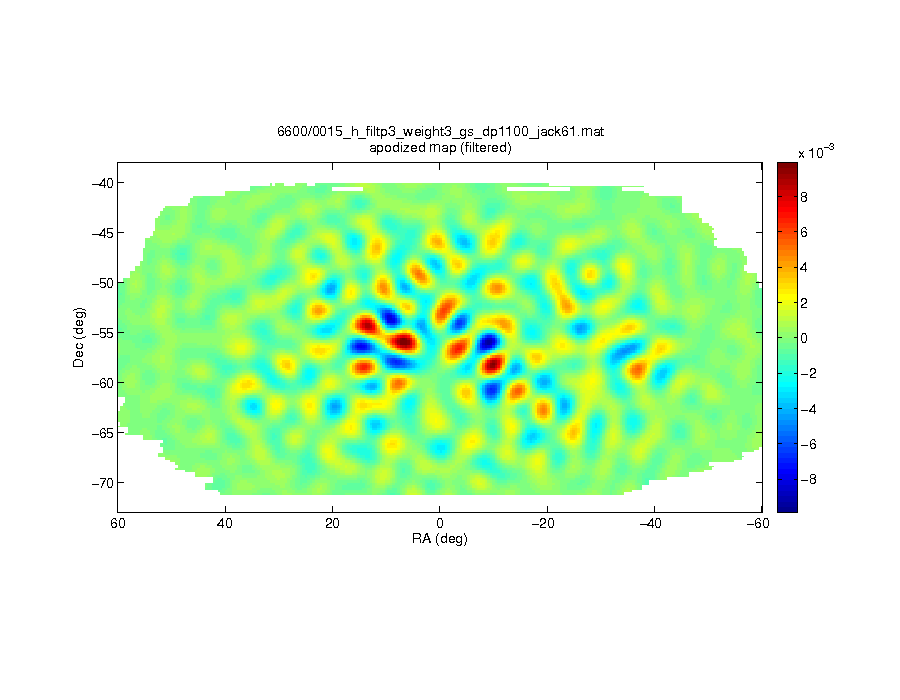 6600/0015_h_filtp3_weight3_gs_dp1100_jack61.mat
apodized map (filtered)
x 10⁻³
−40
−45
−50
−55
−60
−65
−70
Dec (deg)
60 40 20 0 −20 −40 −60
RA (deg)
8
6
4
2
0
−2
−4
−6
−8